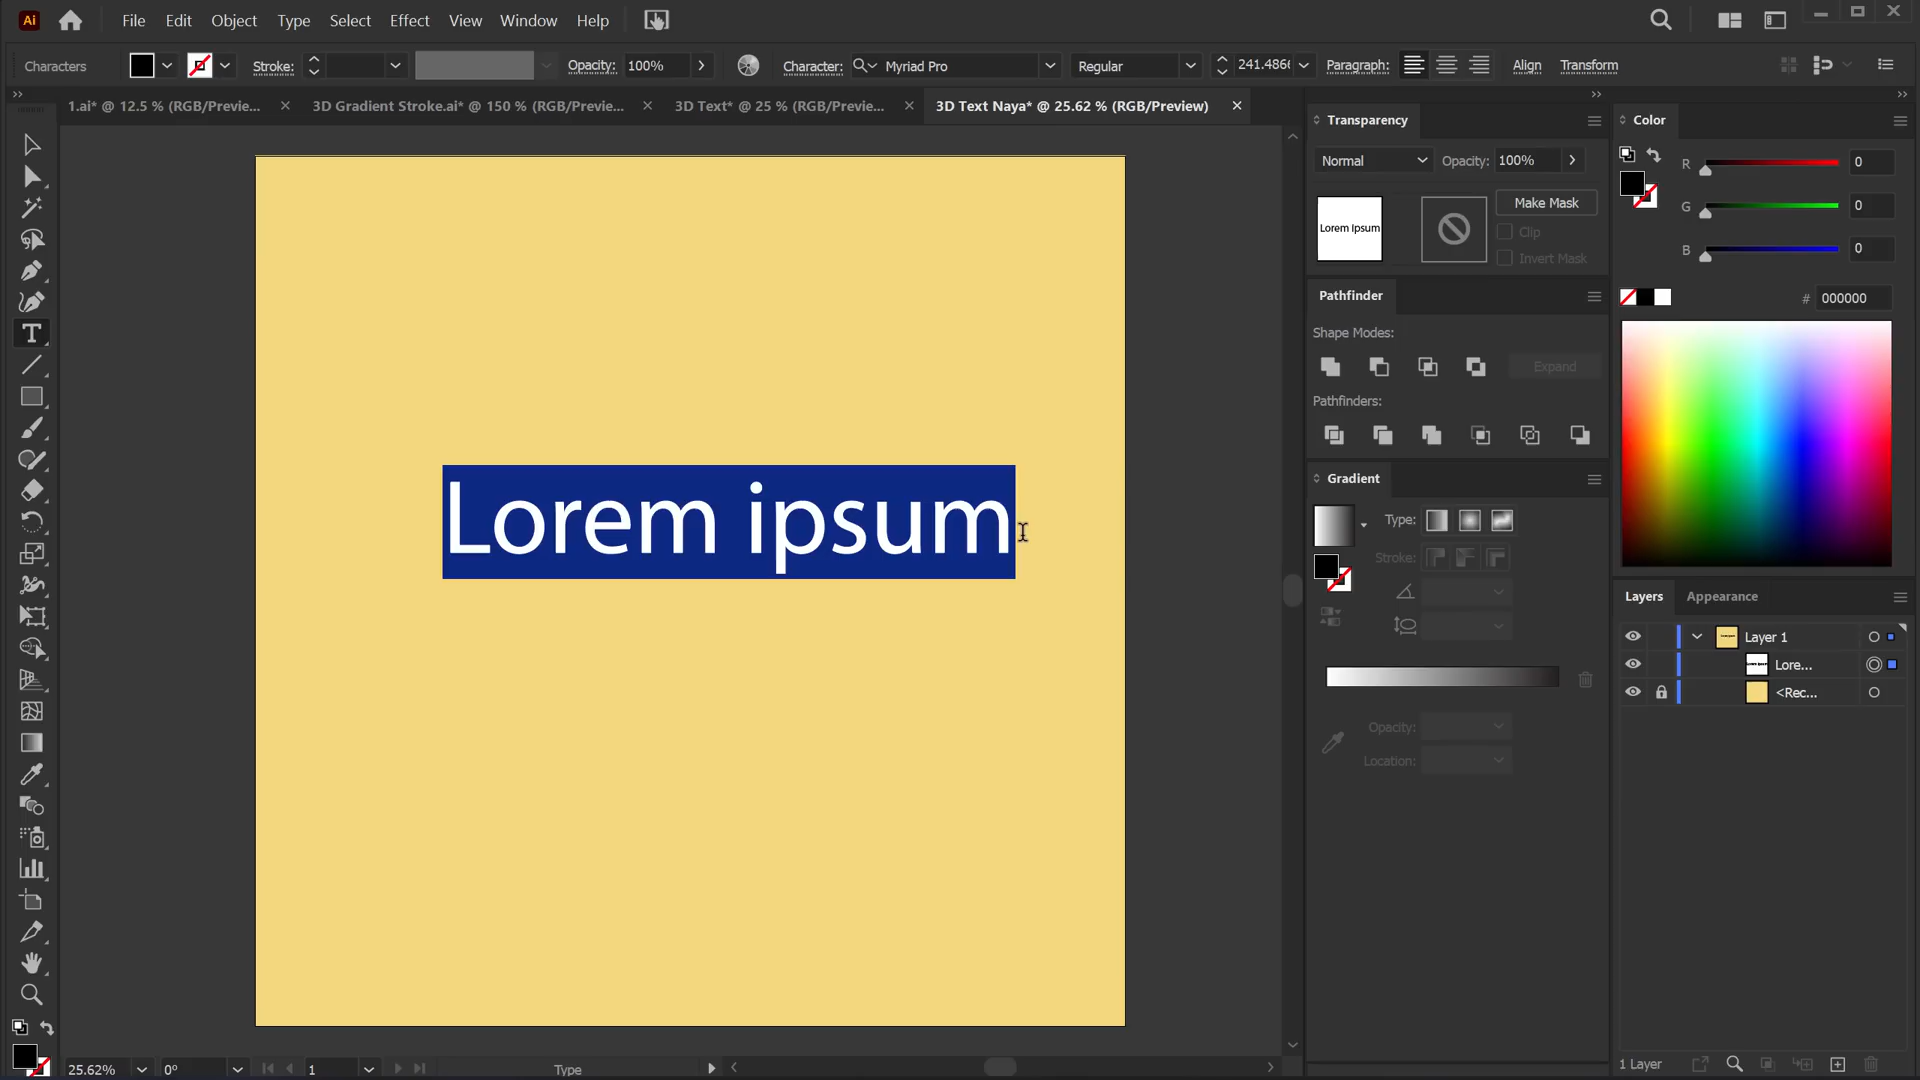 Ai File Edit Object Type Select Effect View Window Help
Characters Stroke: Opacity: 100% Character: Myriad Pro Regular 241.486 Paragraph: Align Transform
1.ai* @ 12.5 % (RGB/Previe... 3D Gradient Stroke.ai* @ 150 % (RGB/Previe... 3D Text* @ 25 % (RGB/Previe... 3D Text Naya* @ 25.62 % (RGB/Preview)
Transparency
Normal Opacity: 100%
Lorem Ipsum
Make Mask
Clip
Invert Mask
Pathfinder
Shape Modes:
Expand
Pathfinders:
Gradient
Type:
Stroke:
Opacity:
Location:
Color
R 0
G 0
B 0
# 000000
Layers Appearance
Layer 1
Lore...
<Rec...
1 Layer
Lorem ipsum
25.62% 0° 1 Type